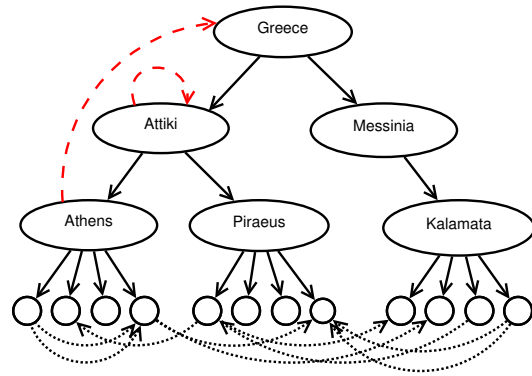 Greece
Attiki
Messinia
Athens
Piraeus
Kalamata